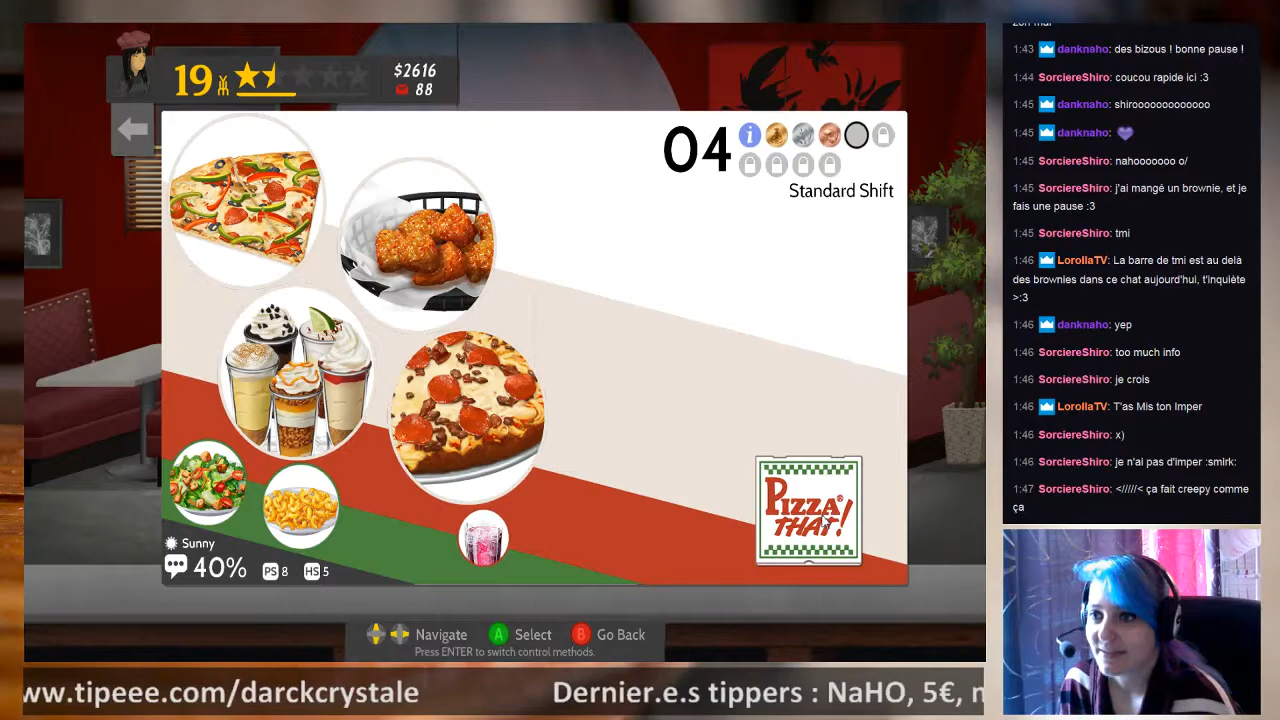 19
$2616
88
04
Standard Shift
PIZZA
THAT!
Sunny
40% PS 8 HS 5
Navigate A Select B Go Back
Press ENTER to switch control methods.
1:43 danknaho: des bizous ! bonne pause !
1:44 SorciereShiro: coucou rapide ici :3
1:45 danknaho: shiroooooooooooo
1:45 danknaho:
1:45 SorciereShiro: nahooooooo o/
1:45 SorciereShiro: j'ai mangé un brownie, et je
fais une pause :3
1:45 SorciereShiro: tmi
1:46 LorollaTV: La barre de tmi est au delà
des brownies dans ce chat aujourd'hui, t'inquiète
>:3
1:46 danknaho: yep
1:46 SorciereShiro: too much info
1:46 SorciereShiro: je crois
1:46 LorollaTV: T'as Mis ton Imper
1:46 SorciereShiro: x)
1:46 SorciereShiro: je n'ai pas d'imper :smirk:
1:47 SorciereShiro: </////< ça fait creepy comme
ça
ww.tipeee.com/darckcrystale Dernier.e.s tippers : NaHO, 5€,